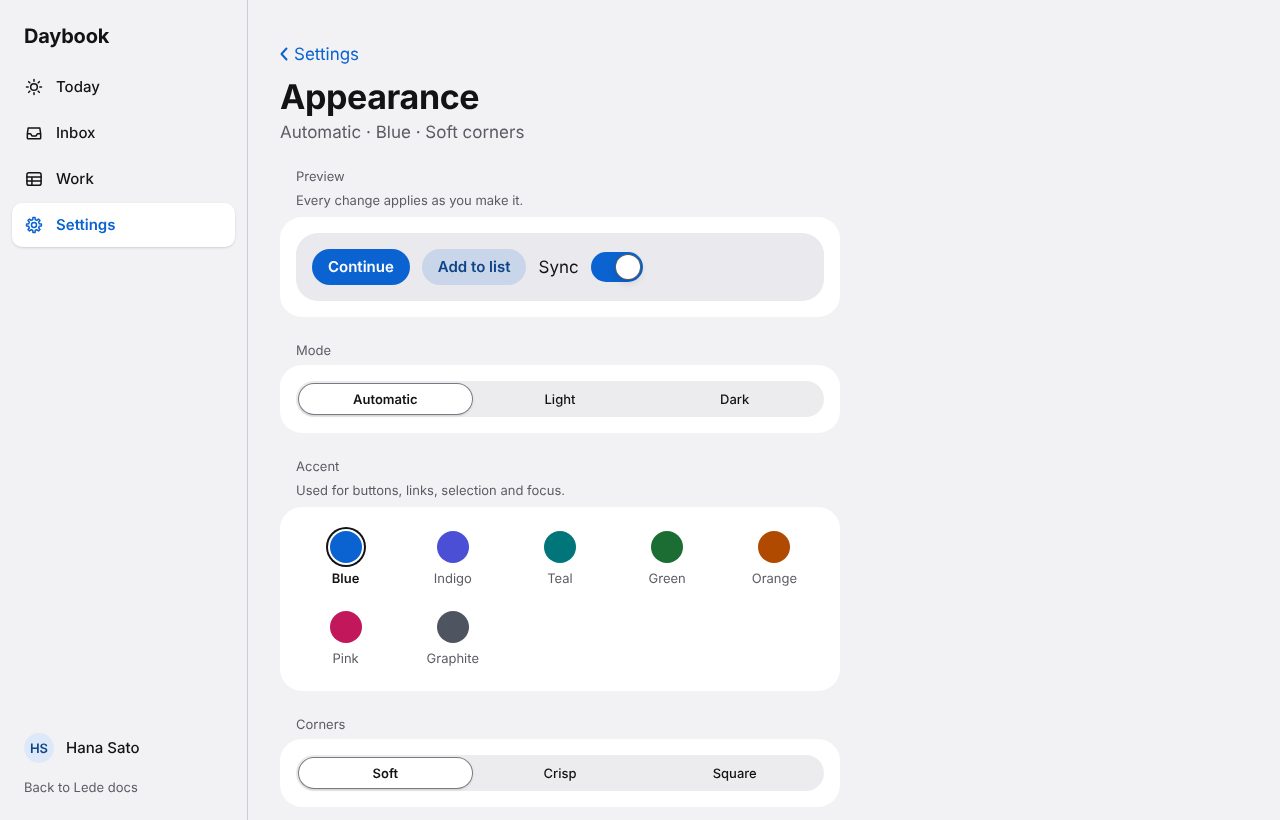 Daybook
Today
Inbox
Work
Settings
HS Hana Sato
Back to Lede docs
Settings
Appearance
Automatic · Blue · Soft corners
Preview
Every change applies as you make it.
Continue Add to list Sync
Mode
Automatic Light Dark
Accent
Used for buttons, links, selection and focus.
Blue Indigo Teal Green Orange
Pink Graphite
Corners
Soft Crisp Square